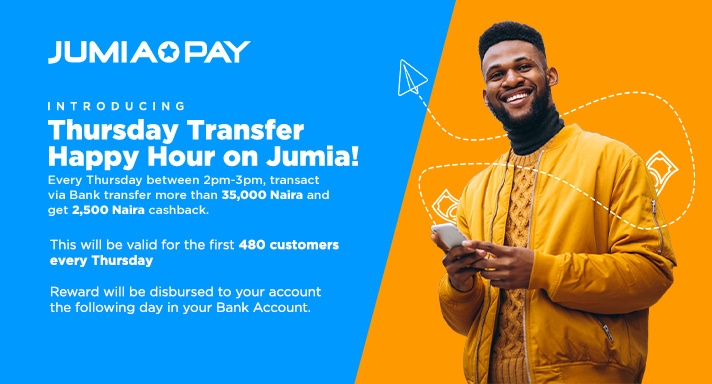 JUMIA PAY
INTRODUCING
Thursday Transfer
Happy Hour on Jumia!
Every Thursday between 2pm-3pm, transact
via Bank transfer more than 35,000 Naira and
get 2,500 Naira cashback.
This will be valid for the first 480 customers
every Thursday
Reward will be disbursed to your account
the following day in your Bank Account.